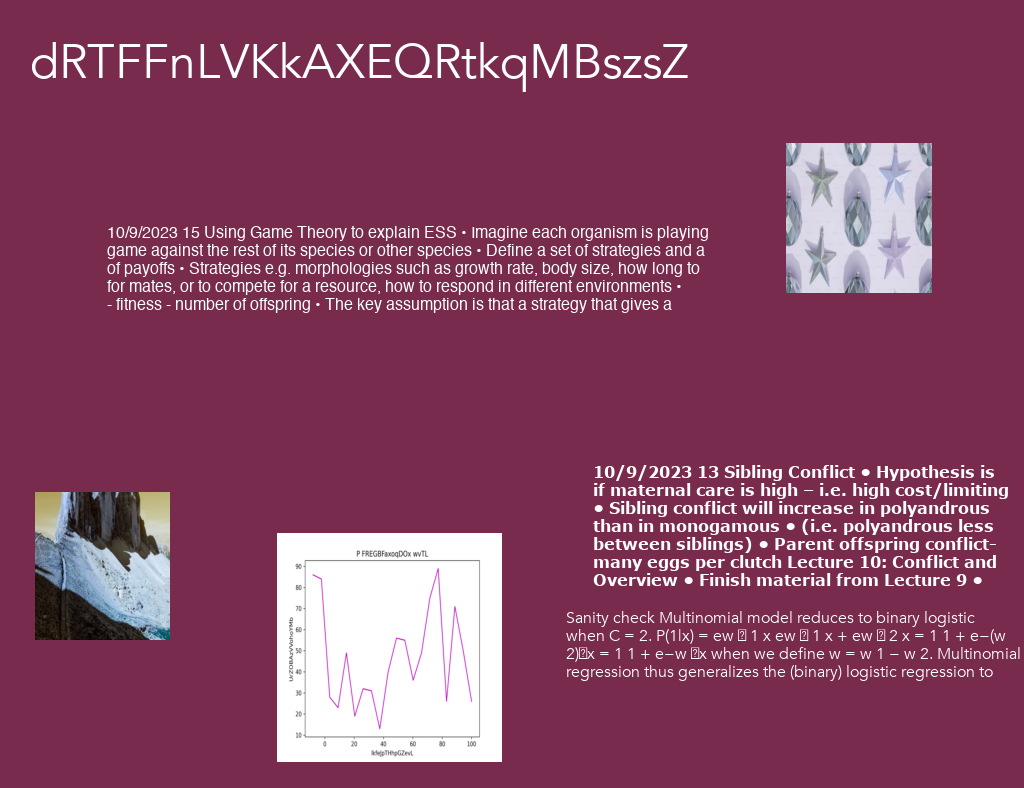 dRTFFnLVKkAXEQRtkqMBszsZ
10/9/2023 15 Using Game Theory to explain ESS • Imagine each organism is playing
game against the rest of its species or other species • Define a set of strategies and a
of payoffs • Strategies e.g. morphologies such as growth rate, body size, how long to
for mates, or to compete for a resource, how to respond in different environments •
- fitness - number of offspring • The key assumption is that a strategy that gives a
10/9/2023 13 Sibling Conflict • Hypothesis is
if maternal care is high – i.e. high cost/limiting
• Sibling conflict will increase in polyandrous
than in monogamous • (i.e. polyandrous less
between siblings) • Parent offspring conflict-
many eggs per clutch Lecture 10: Conflict and
Overview • Finish material from Lecture 9 •
P FREGBFaxoqDOx wvTL
90
80
70
60
50
40
30
20
10
0 20 40 60 80 100
Sanity check Multinomial model reduces to binary logistic
when C = 2. P(1|x) = ew 1 x ew 1 x + ew 2 x = 1 1 + e−(w
2) x = 1 1 + e−w x when we define w = w 1 − w 2. Multinomial
regression thus generalizes the (binary) logistic regression to